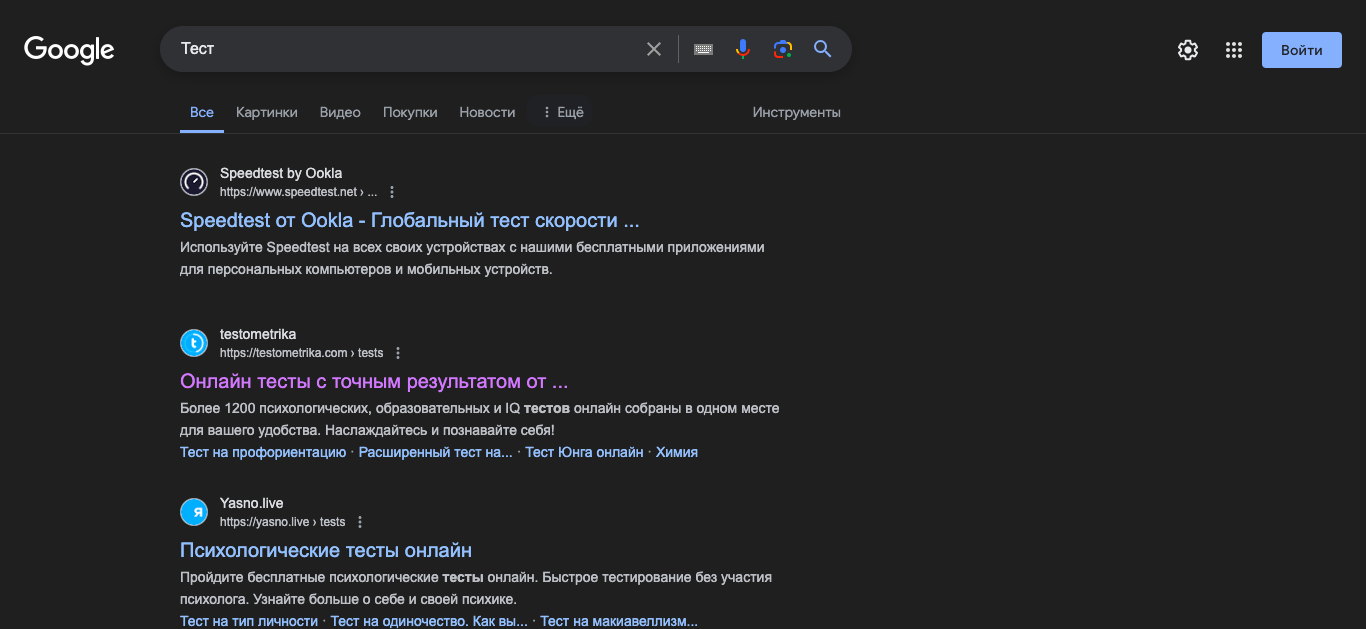 Google
Тест
Войти
Все Картинки Видео Покупки Новости Ещё Инструменты
Speedtest by Ookla
https://www.speedtest.net › ...
Speedtest от Ookla - Глобальный тест скорости ...
Используйте Speedtest на всех своих устройствах с нашими бесплатными приложениями
для персональных компьютеров и мобильных устройств.
testometrika
https://testometrika.com › tests
Онлайн тесты с точным результатом от ...
Более 1200 психологических, образовательных и IQ тестов онлайн собраны в одном месте
для вашего удобства. Наслаждайтесь и познавайте себя!
Тест на профориентацию · Расширенный тест на... · Тест Юнга онлайн · Химия
Я
Yasno.live
https://yasno.live › tests
Психологические тесты онлайн
Пройдите бесплатные психологические тесты онлайн. Быстрое тестирование без участия
психолога. Узнайте больше о себе и своей психике.
Тест на тип личности · Тест на одиночество. Как вы... · Тест на макиавеллизм...